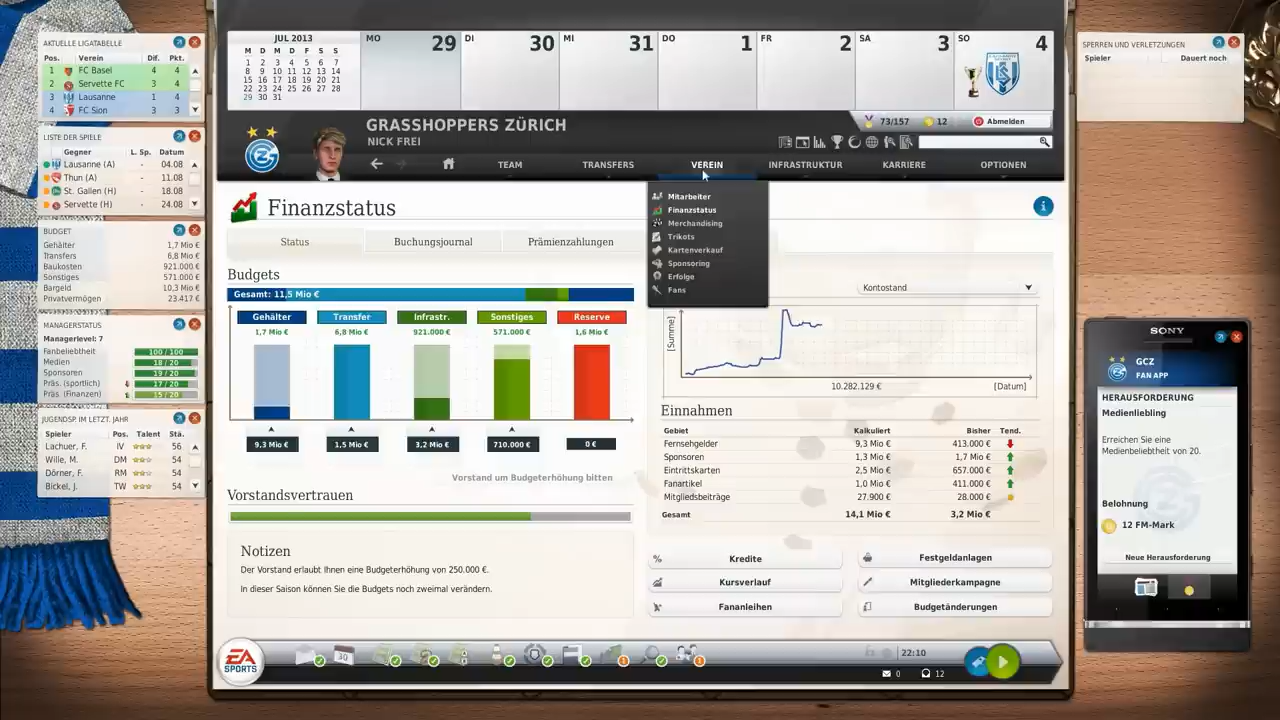 AKTUELLE LIGATABELLE
Pos. Verein Dif. Pkt.
1 FC Basel 4 4
2 Servette FC 3 4
3 Lausanne 1 4
4 FC Sion 3 3
LISTE DER SPIELE
Gegner L. Sp. Datum
Lausanne (A) - 04.08
Thun (A) - 11.08
St. Gallen (H) - 18.08
Servette (H) - 24.08
BUDGET
Gehälter 1,7 Mio €
Transfers 6,8 Mio €
Baukosten 921.000 €
Sonstiges 571.000 €
Bargeld 10,3 Mio €
Privatvermögen 23.417 €
MANAGERSTATUS
Managerlevel: 7
Fanbeliebtheit 100 / 100
Medien 18 / 20
Sponsoren 19 / 20
Präs. (sportlich) 17 / 20
Präs. (Finanzen) 15 / 20
JUGENDSP. IM LETZT. JAHR
Spieler Pos. Talent Stä.
Lachuer, F. IV 56
Wille, M. DM 54
Dörner, F. RM 54
Bickel, J. TW 54
JUL 2013
M D M D F S S
1 2 3 4 5 6 7
8 9 10 11 12 13 14
15 16 17 18 19 20 21
22 23 24 25 26 27 28
29 30 31
MO 29 DI 30 MI 31 DO 1 FR 2 SA 3 SO 4
GRASSHOPPERS ZÜRICH
NICK FREI
73/157 12 Abmelden
TEAM TRANSFERS VEREIN INFRASTRUKTUR KARRIERE OPTIONEN
Mitarbeiter
Finanzstatus
Merchandising
Trikots
Kartenverkauf
Sponsoring
Erfolge
Fans
Finanzstatus
Status Buchungsjournal Prämienzahlungen
Budgets
Gesamt: 11,5 Mio €
Gehälter Transfer Infrastr. Sonstiges Reserve
1,7 Mio € 6,8 Mio € 921.000 € 571.000 € 1,6 Mio €
9,3 Mio € 1,5 Mio € 3,2 Mio € 710.000 € 0 €
Vorstand um Budgeterhöhung bitten
Vorstandsvertrauen
Notizen
Der Vorstand erlaubt Ihnen eine Budgeterhöhung von 250.000 €.
In dieser Saison können Sie die Budgets noch zweimal verändern.
Kontostand
[Summe]
10.282.129 € [Datum]
Einnahmen
Gebiet Kalkuliert Bisher Tend.
Fernsehgelder 9,3 Mio € 413.000 €
Sponsoren 1,3 Mio € 1,7 Mio €
Eintrittskarten 2,5 Mio € 657.000 €
Fanartikel 1,0 Mio € 411.000 €
Mitgliedsbeiträge 27.900 € 28.000 €
Gesamt 14,1 Mio € 3,2 Mio €
Kredite Festgeldanlagen
Kursverlauf Mitgliederkampagne
Fananleihen Budgetänderungen
EA SPORTS
30
22:10
0 12
SPERREN UND VERLETZUNGEN
Spieler Dauert noch
SONY
GCZ
FAN APP
HERAUSFORDERUNG
Medienliebling
Erreichen Sie eine
Medienbeliebtheit von 20.
Belohnung
12 FM-Mark
Neue Herausforderung